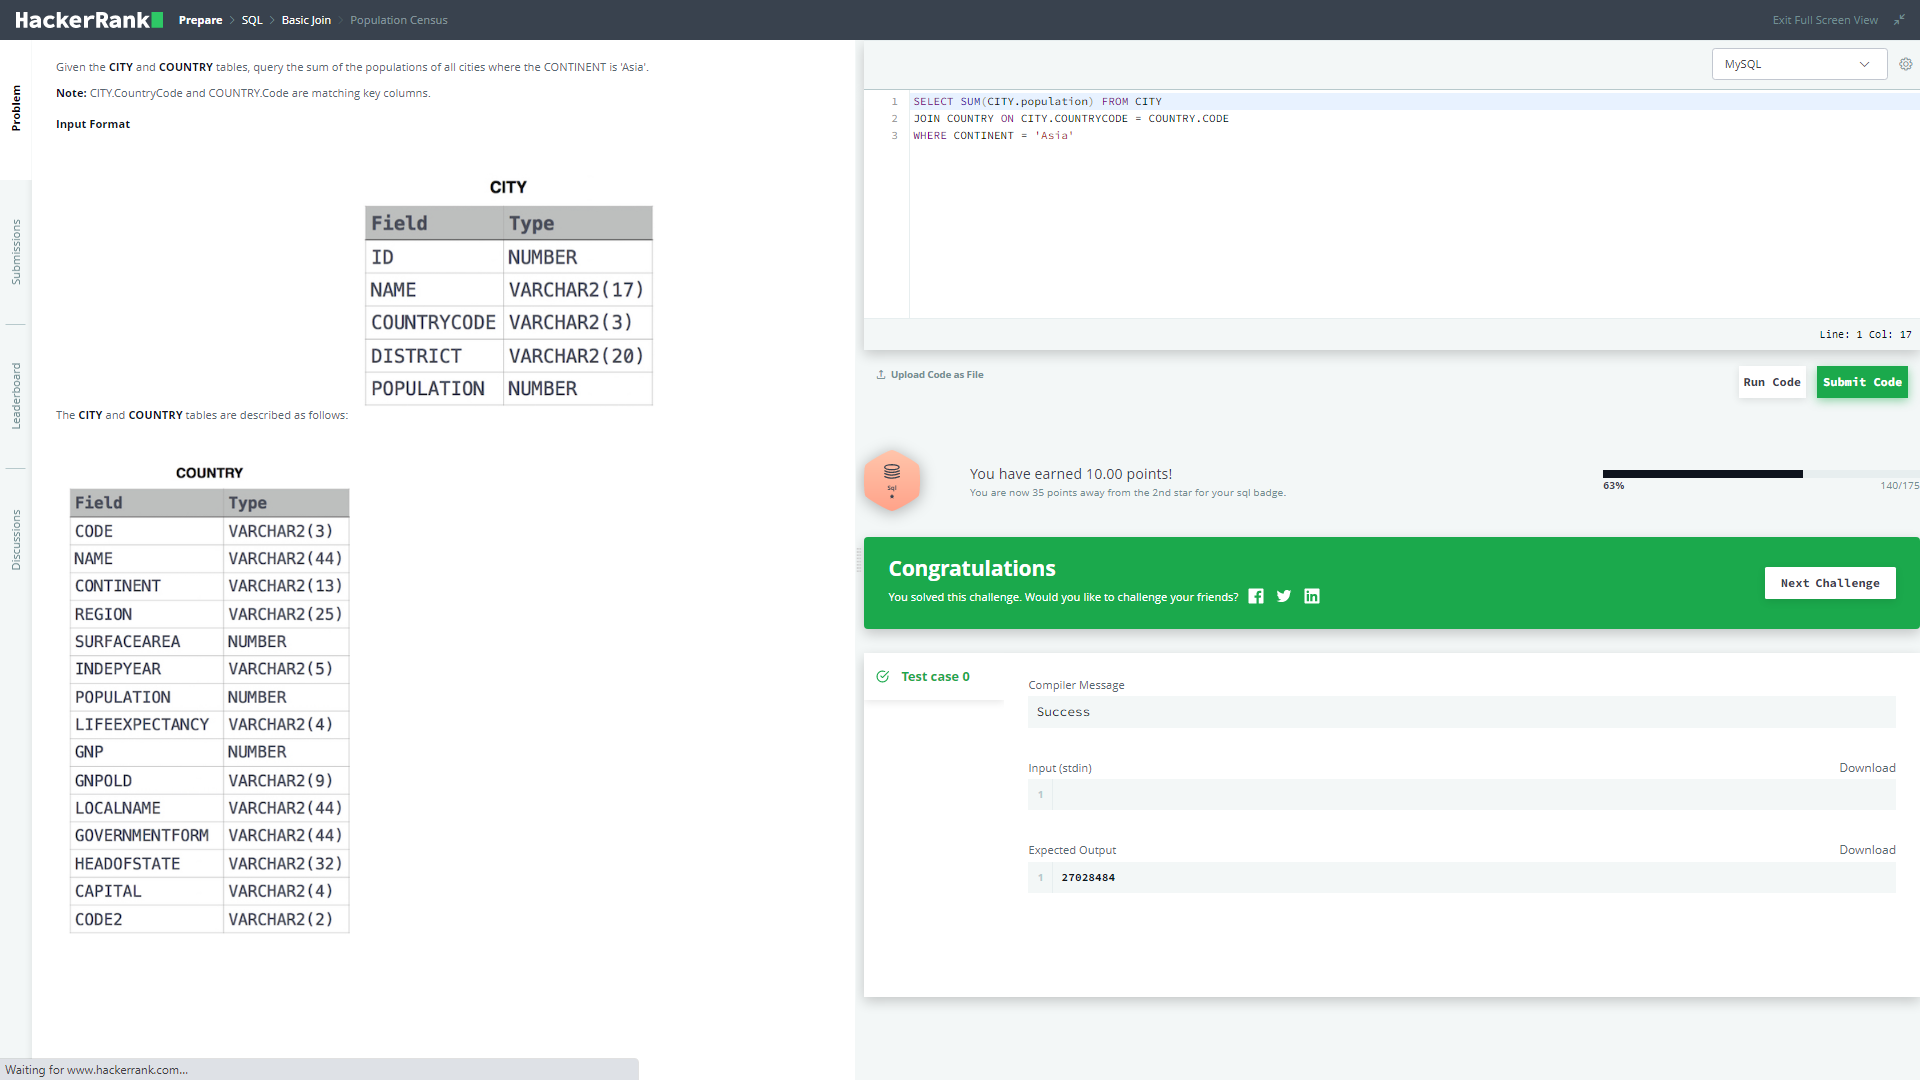 HackerRank
Prepare > SQL > Basic Join > Population Census
Exit Full Screen View
Problem
Submissions
Leaderboard
Discussions
Given the CITY and COUNTRY tables, query the sum of the populations of all cities where the CONTINENT is 'Asia'.
Note: CITY.CountryCode and COUNTRY.Code are matching key columns.
Input Format
CITY
Field Type
ID NUMBER
NAME VARCHAR2(17)
COUNTRYCODE VARCHAR2(3)
DISTRICT VARCHAR2(20)
POPULATION NUMBER
The CITY and COUNTRY tables are described as follows:
COUNTRY
Field Type
CODE VARCHAR2(3)
NAME VARCHAR2(44)
CONTINENT VARCHAR2(13)
REGION VARCHAR2(25)
SURFACEAREA NUMBER
INDEPYEAR VARCHAR2(5)
POPULATION NUMBER
LIFEEXPECTANCY VARCHAR2(4)
GNP NUMBER
GNPOLD VARCHAR2(9)
LOCALNAME VARCHAR2(44)
GOVERNMENTFORM VARCHAR2(44)
HEADOFSTATE VARCHAR2(32)
CAPITAL VARCHAR2(4)
CODE2 VARCHAR2(2)
Waiting for www.hackerrank.com...
MySQL
1 SELECT SUM(CITY.population) FROM CITY
2 JOIN COUNTRY ON CITY.COUNTRYCODE = COUNTRY.CODE
3 WHERE CONTINENT = 'Asia'
Line: 1 Col: 17
Upload Code as File
Run Code
Submit Code
Sql
You have earned 10.00 points!
You are now 35 points away from the 2nd star for your sql badge.
63%
140/175
Congratulations
You solved this challenge. Would you like to challenge your friends?
Next Challenge
Test case 0
Compiler Message
Success
Input (stdin)
Download
1
Expected Output
Download
1 27028484